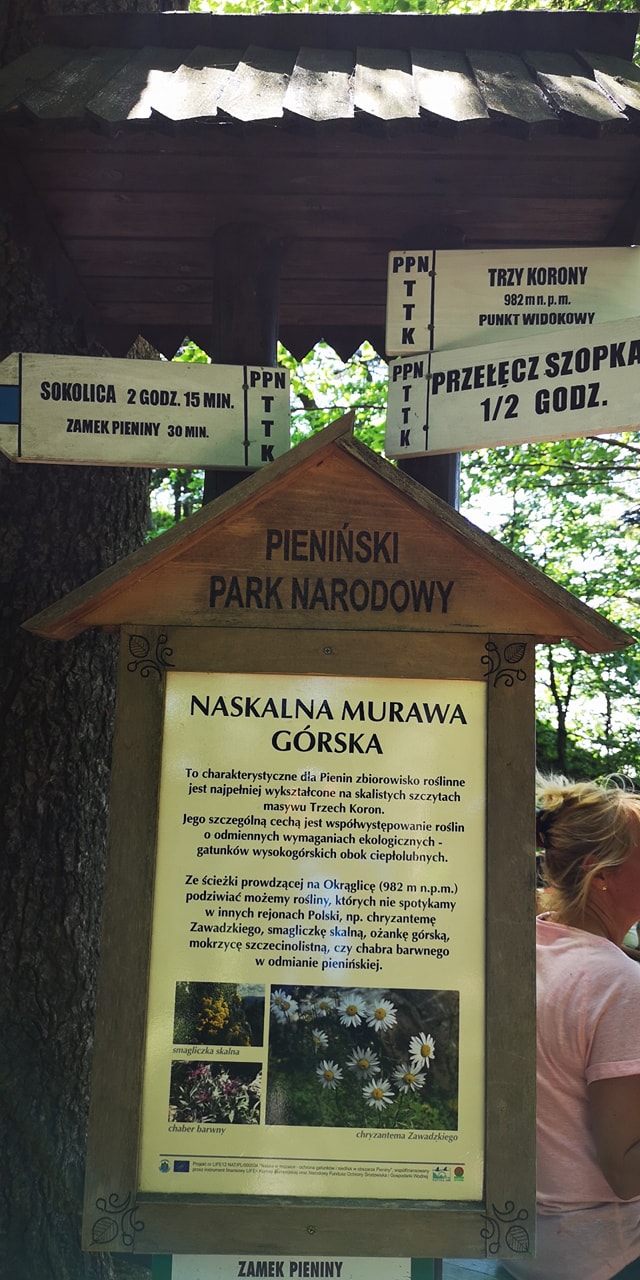 PPN
T
T
K
TRZY KORONY
982 m n.p.m.
PUNKT WIDOKOWY
PPN
T
T
K
PRZEŁĘCZ SZOPKA
1/2 GODZ.
SOKOLICA 2 GODZ. 15 MIN.
ZAMEK PIENINY 30 MIN.
PPN
T
T
K
PIENIŃSKI
PARK NARODOWY
NASKALNA MURAWA
GÓRSKA
To charakterystyczne dla Pienin zbiorowisko roślinne
jest najpełniej wykształcone na skalistych szczytach
masywu Trzech Koron.
Jego szczególną cechą jest współwystępowanie roślin
o odmiennych wymaganiach ekologicznych -
gatunków wysokogórskich obok ciepłolubnych.
Ze ścieżki prowdzącej na Okrąglicę (982 m n.p.m.)
podziwiać możemy rośliny, których nie spotykamy
w innych rejonach Polski, np. chryzantemę
Zawadzkiego, smagliczkę skalną, ożankę górską,
mokrzycę szczecinolistną, czy chabra barwnego
w odmianie pienińskiej.
smagliczka skalna
chaber barwny
chryzantema Zawadzkiego
ZAMEK PIENINY